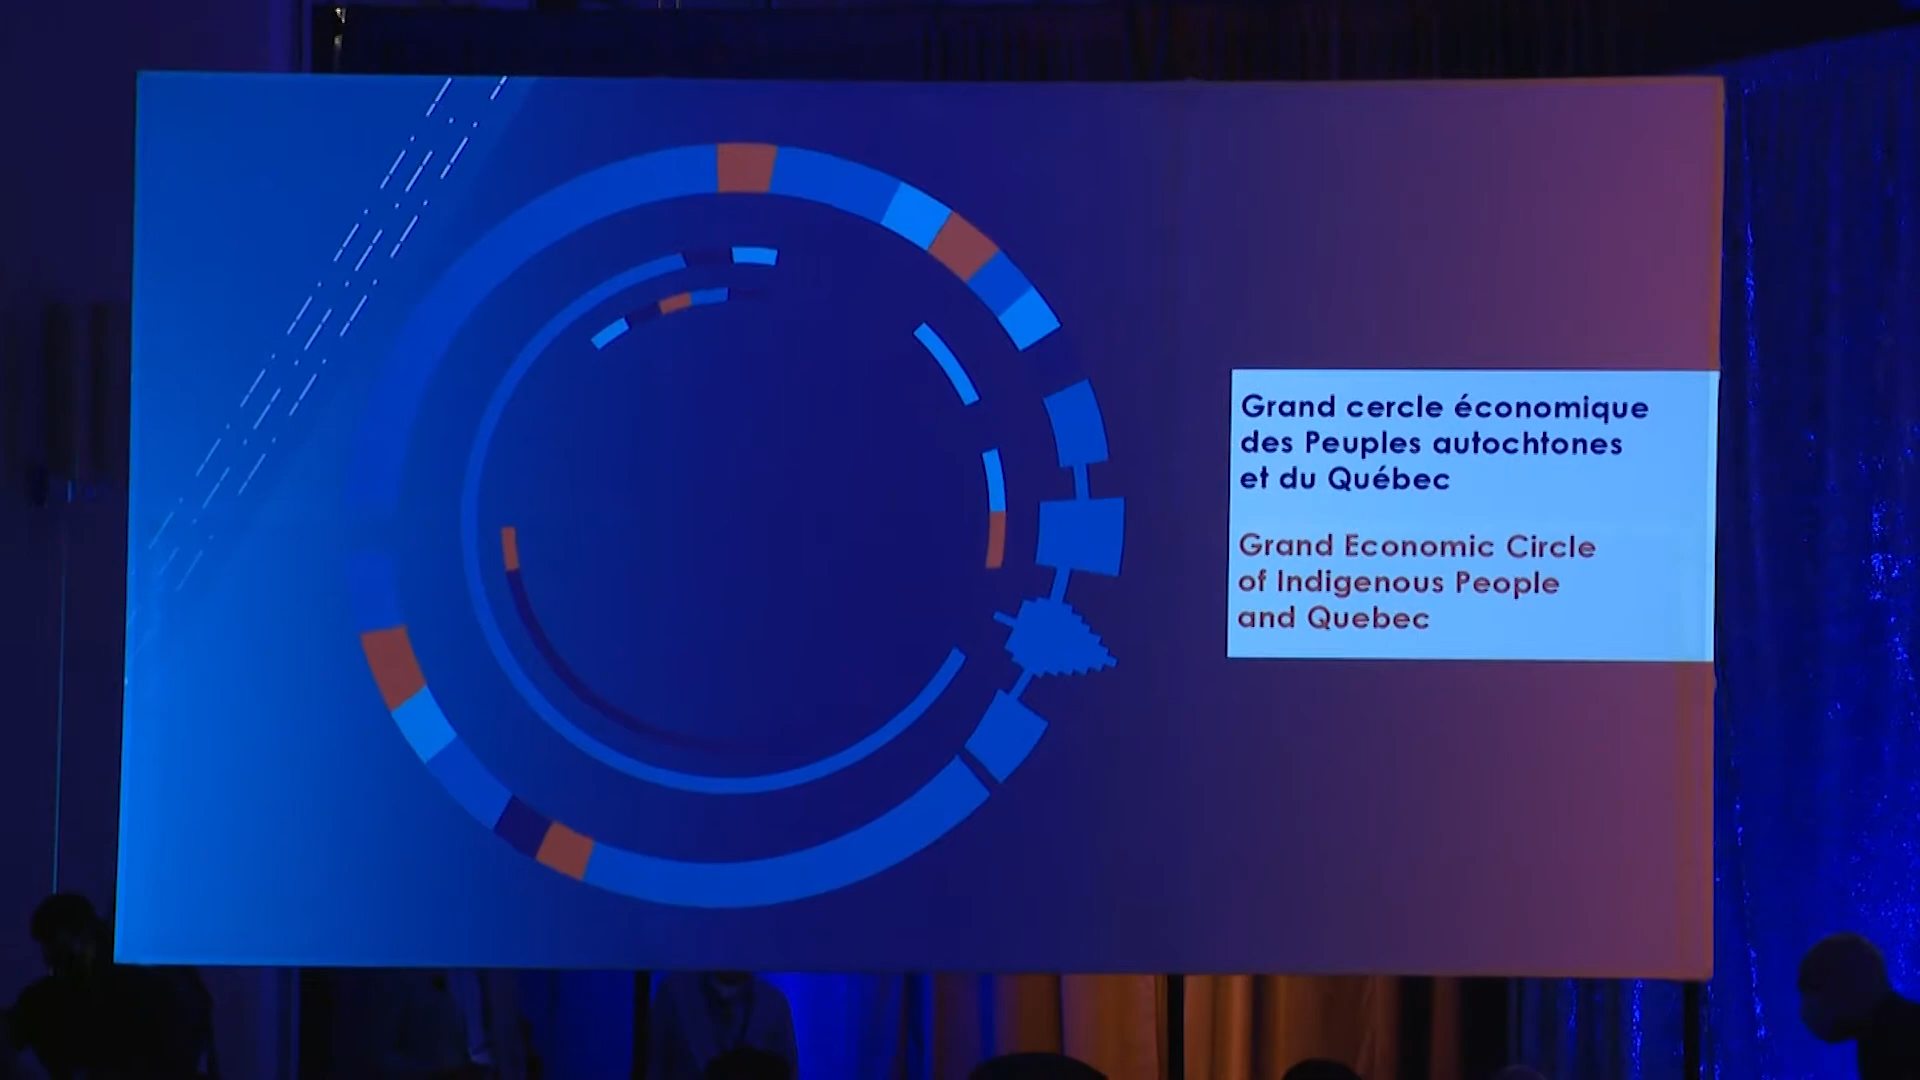 Grand cercle économique
des Peuples autochtones
et du Québec
Grand Economic Circle
of Indigenous People
and Quebec